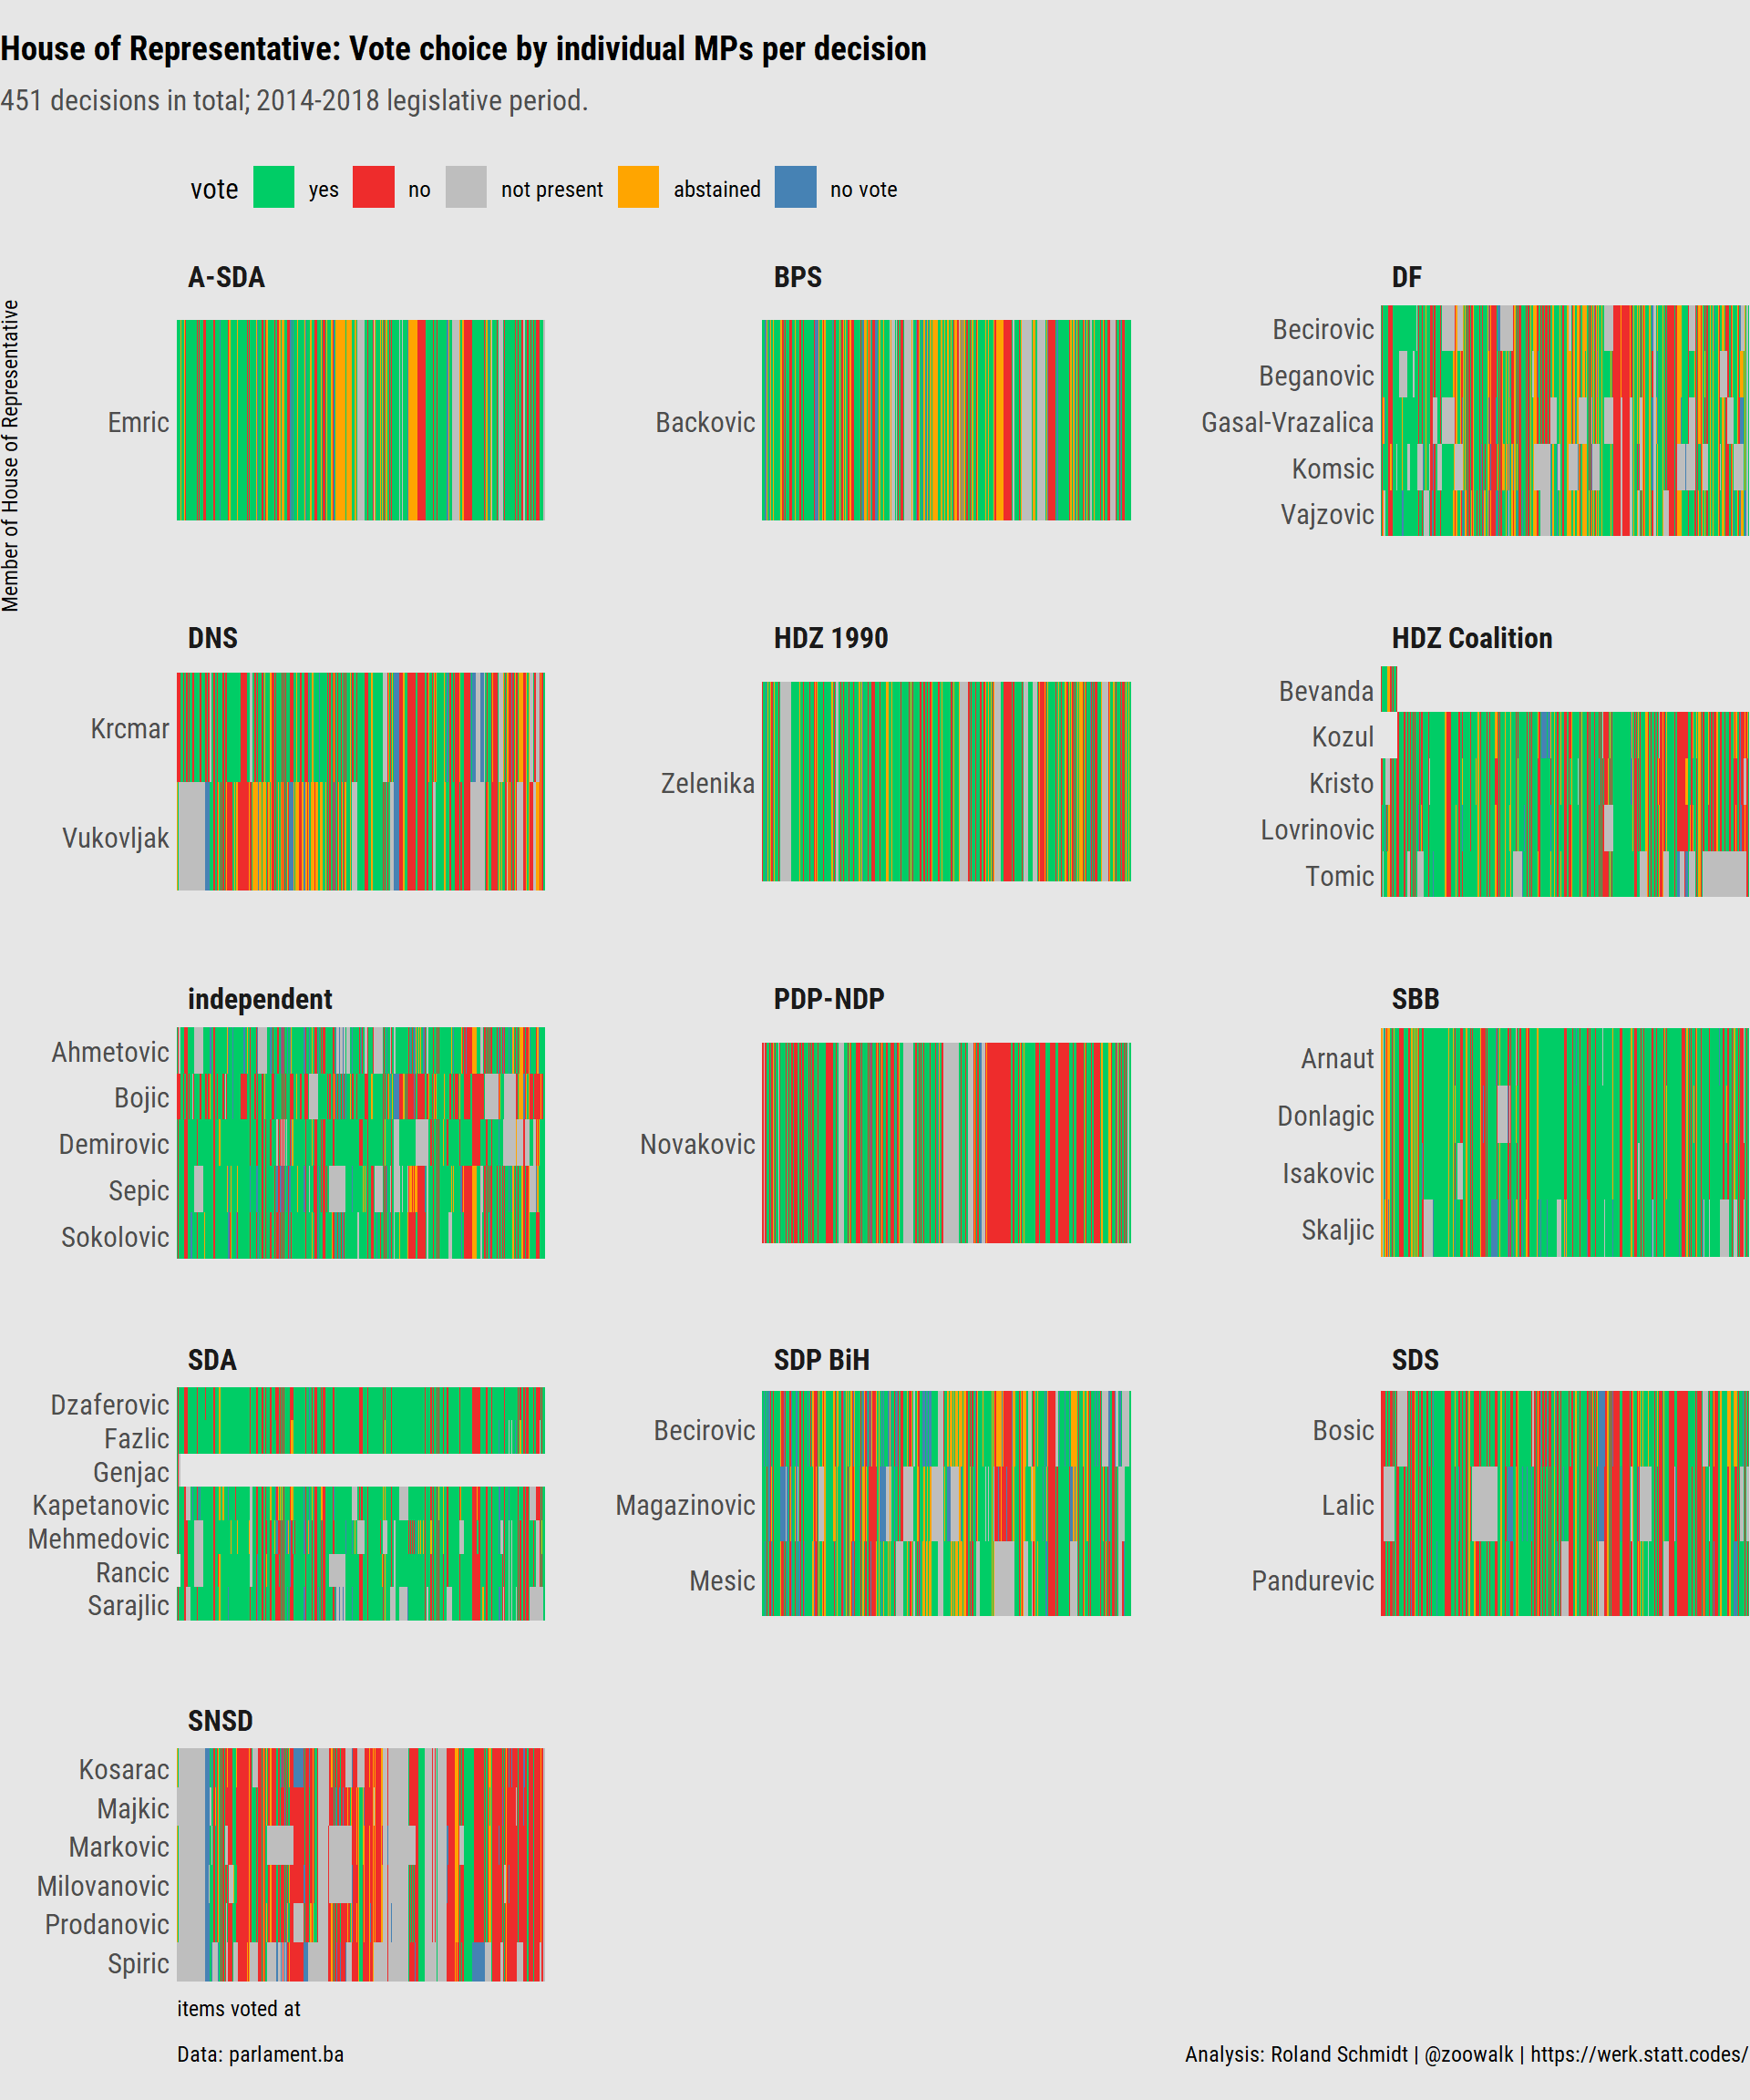 House of Representative: Vote choice by individual MPs per decision
451 decisions in total; 2014-2018 legislative period.
vote yes no not present abstained no vote
Member of House of Representative
A-SDA
Emric
BPS
Backovic
DF
Becirovic
Beganovic
Gasal-Vrazalica
Komsic
Vajzovic
DNS
Krcmar
Vukovljak
HDZ 1990
Zelenika
HDZ Coalition
Bevanda
Kozul
Kristo
Lovrinovic
Tomic
independent
Ahmetovic
Bojic
Demirovic
Sepic
Sokolovic
PDP-NDP
Novakovic
SBB
Arnaut
Donlagic
Isakovic
Skaljic
SDA
Dzaferovic
Fazlic
Genjac
Kapetanovic
Mehmedovic
Rancic
Sarajlic
SDP BiH
Becirovic
Magazinovic
Mesic
SDS
Bosic
Lalic
Pandurevic
SNSD
Kosarac
Majkic
Markovic
Milovanovic
Prodanovic
Spiric
items voted at
Data: parlament.ba
Analysis: Roland Schmidt | @zoowalk | https://werk.statt.codes/